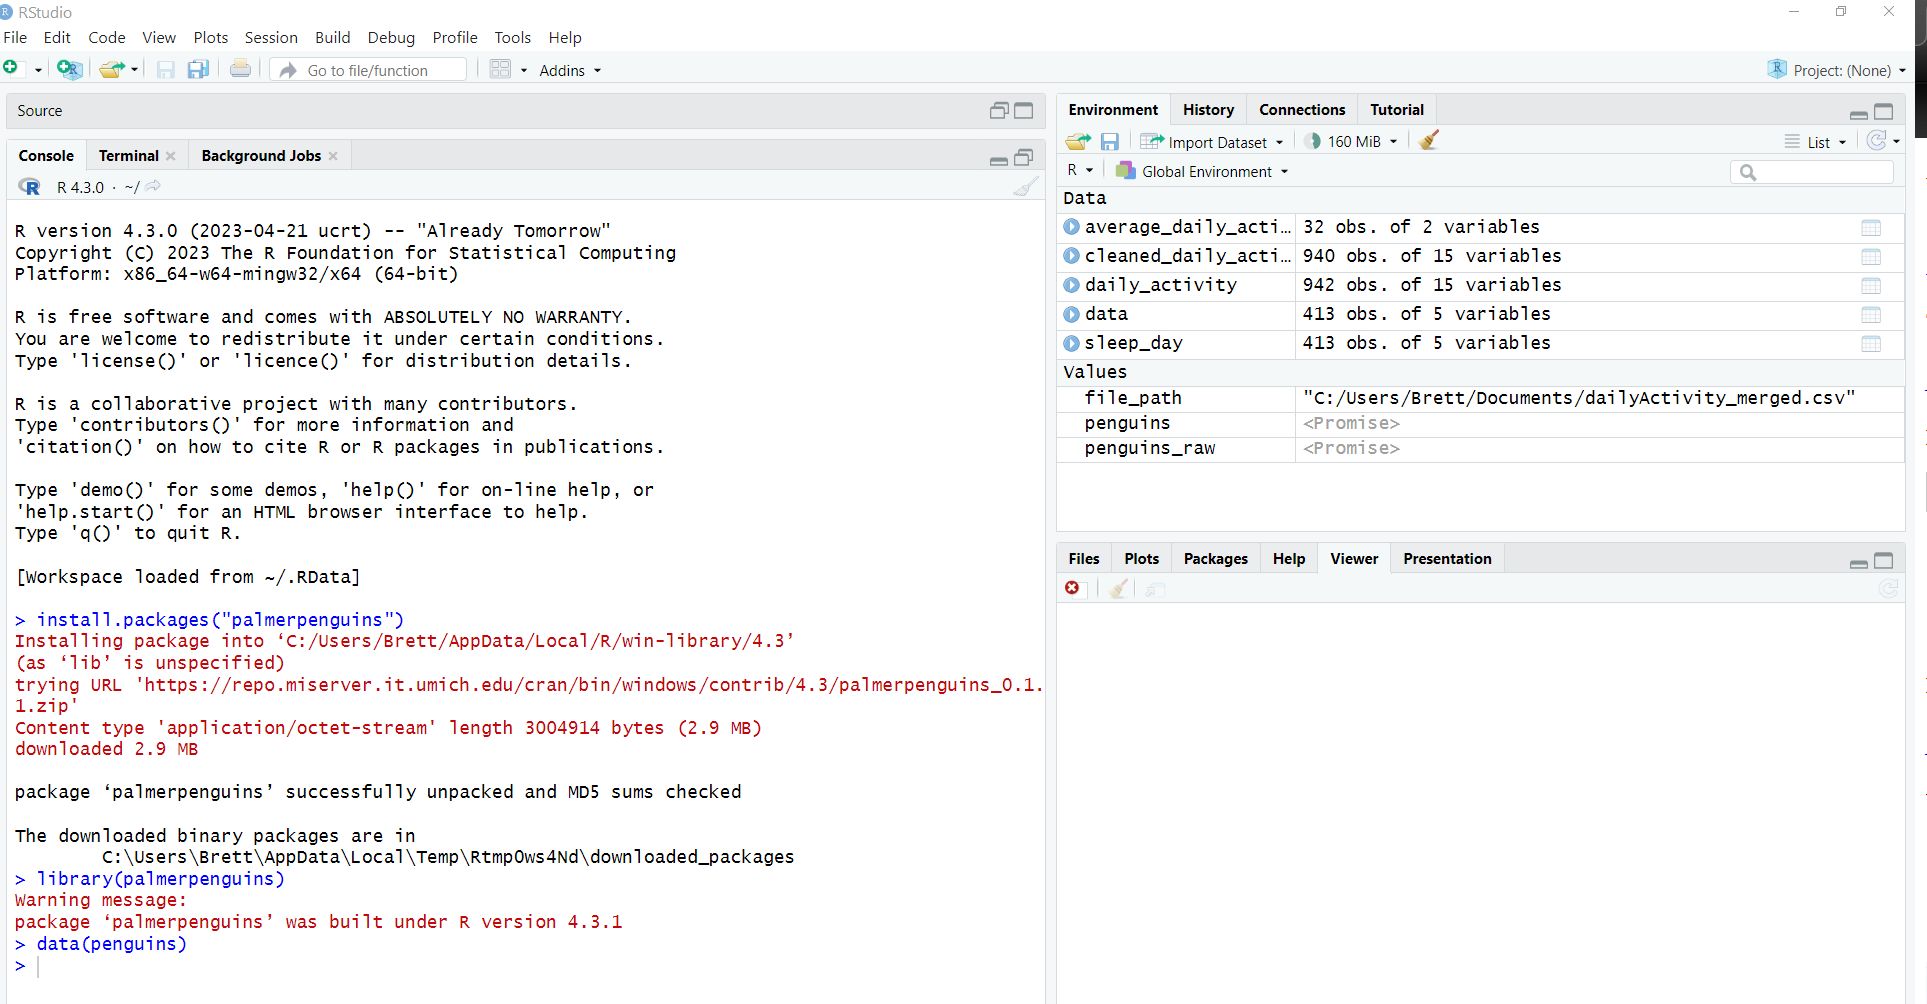 RStudio
File Edit Code View Plots Session Build Debug Profile Tools Help
Go to file/function Addins Project: (None)
Source
Console Terminal Background Jobs
R 4.3.0 · ~/
R version 4.3.0 (2023-04-21 ucrt) -- "Already Tomorrow"
Copyright (C) 2023 The R Foundation for Statistical Computing
Platform: x86_64-w64-mingw32/x64 (64-bit)
R is free software and comes with ABSOLUTELY NO WARRANTY.
You are welcome to redistribute it under certain conditions.
Type 'license()' or 'licence()' for distribution details.
R is a collaborative project with many contributors.
Type 'contributors()' for more information and
'citation()' on how to cite R or R packages in publications.
Type 'demo()' for some demos, 'help()' for on-line help, or
'help.start()' for an HTML browser interface to help.
Type 'q()' to quit R.
[Workspace loaded from ~/.RData]
> install.packages("palmerpenguins")
Installing package into ‘C:/Users/Brett/AppData/Local/R/win-library/4.3’
(as ‘lib’ is unspecified)
trying URL 'https://repo.miserver.it.umich.edu/cran/bin/windows/contrib/4.3/palmerpenguins_0.1.
1.zip'
Content type 'application/octet-stream' length 3004914 bytes (2.9 MB)
downloaded 2.9 MB
package ‘palmerpenguins’ successfully unpacked and MD5 sums checked
The downloaded binary packages are in
C:\Users\Brett\AppData\Local\Temp\RtmpOws4Nd\downloaded_packages
> library(palmerpenguins)
Warning message:
package ‘palmerpenguins’ was built under R version 4.3.1
> data(penguins)
>
Environment History Connections Tutorial
Import Dataset 160 MiB List
R Global Environment
Data
average_daily_acti… 32 obs. of 2 variables
cleaned_daily_acti… 940 obs. of 15 variables
daily_activity 942 obs. of 15 variables
data 413 obs. of 5 variables
sleep_day 413 obs. of 5 variables
Values
file_path "C:/Users/Brett/Documents/dailyActivity_merged.csv"
penguins <Promise>
penguins_raw <Promise>
Files Plots Packages Help Viewer Presentation